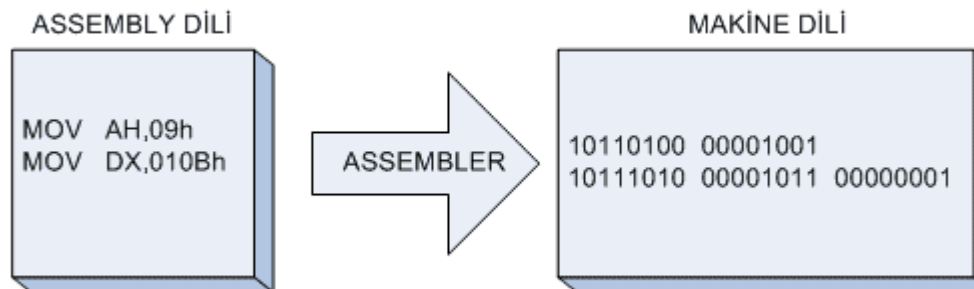 ASSEMBLY DİLİ
MOV AH,09h
MOV DX,010Bh
ASSEMBLER
MAKİNE DİLİ
10110100 00001001
10111010 00001011 00000001